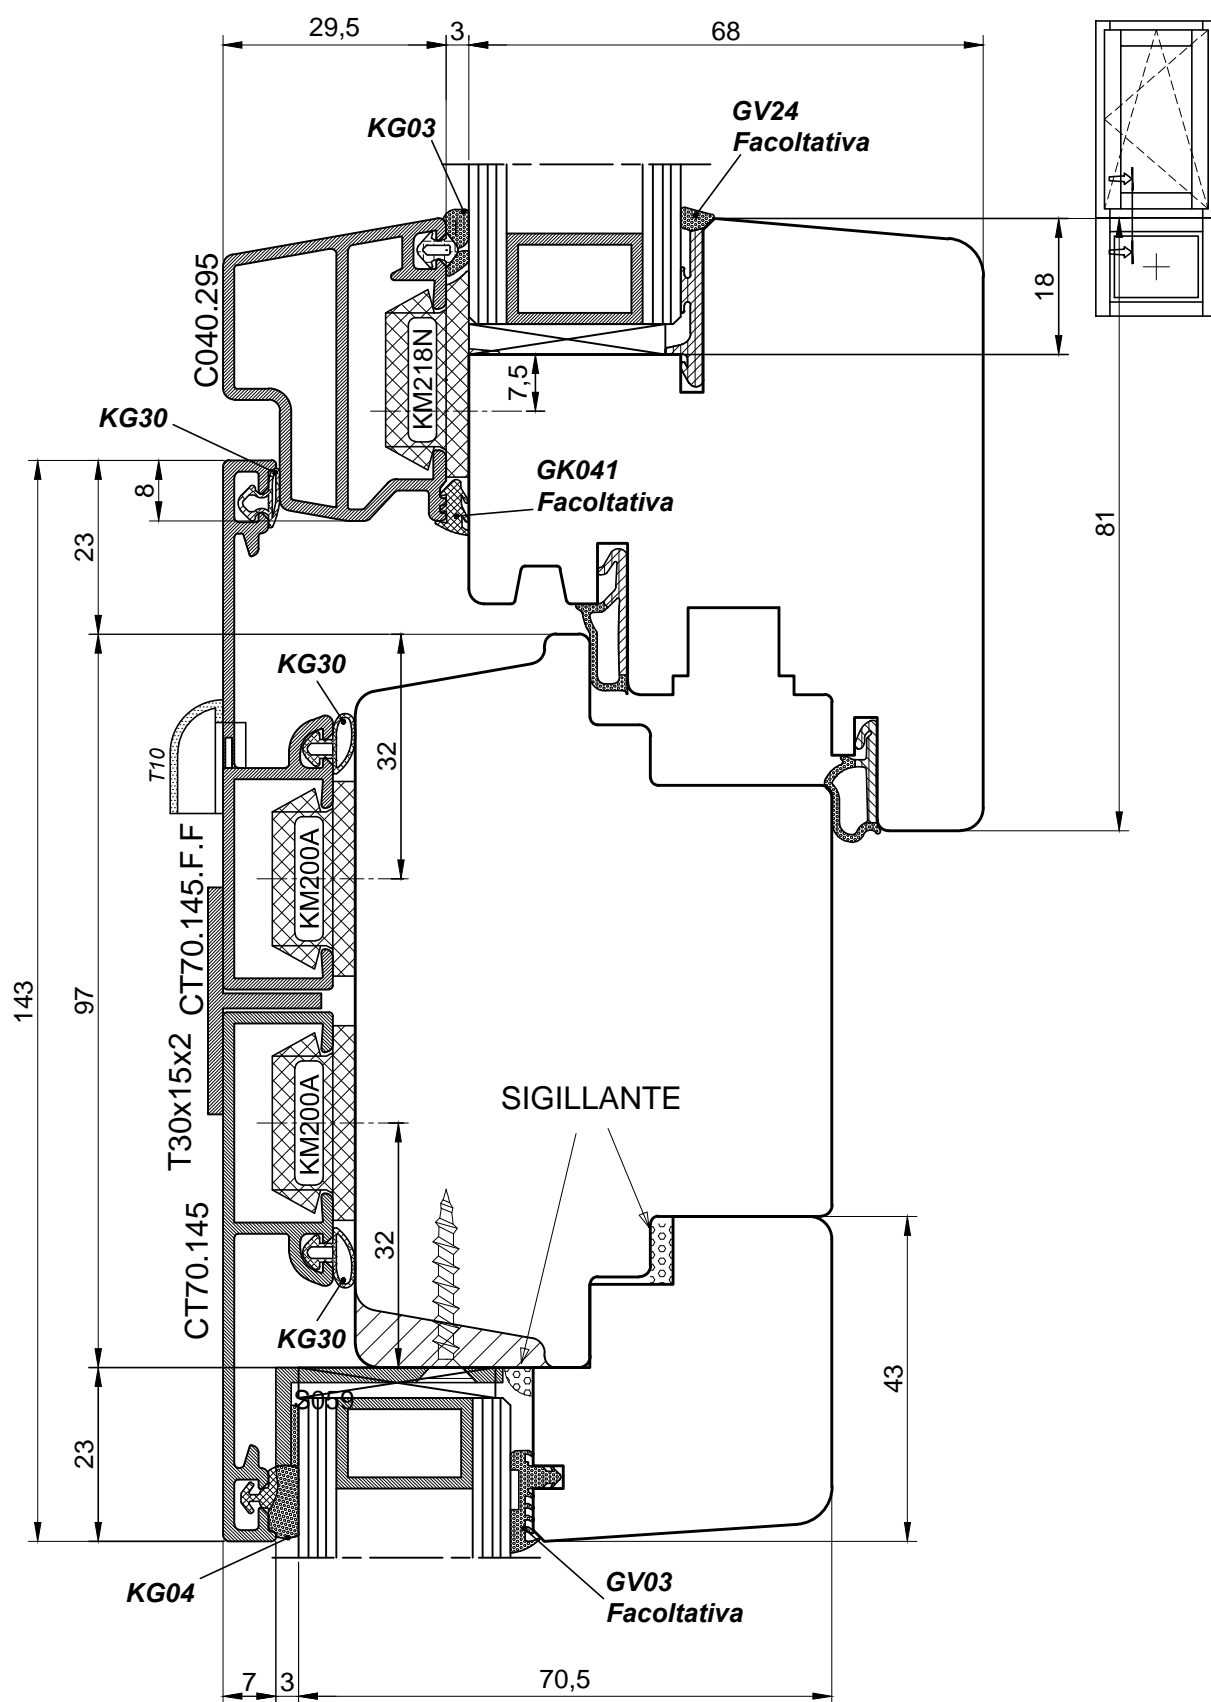 29,5
3
68
KG03
GV24
Facoltativa
C040.295
KM218N
7,5
18
KG30
8
GK041
Facoltativa
23
81
KG30
32
T10
KM200A
CT70.145.F.F
143
97
T30x15x2
KM200A
SIGILLANTE
CT70.145
32
KG30
43
9059
23
KG04
GV03
Facoltativa
7
3
70,5